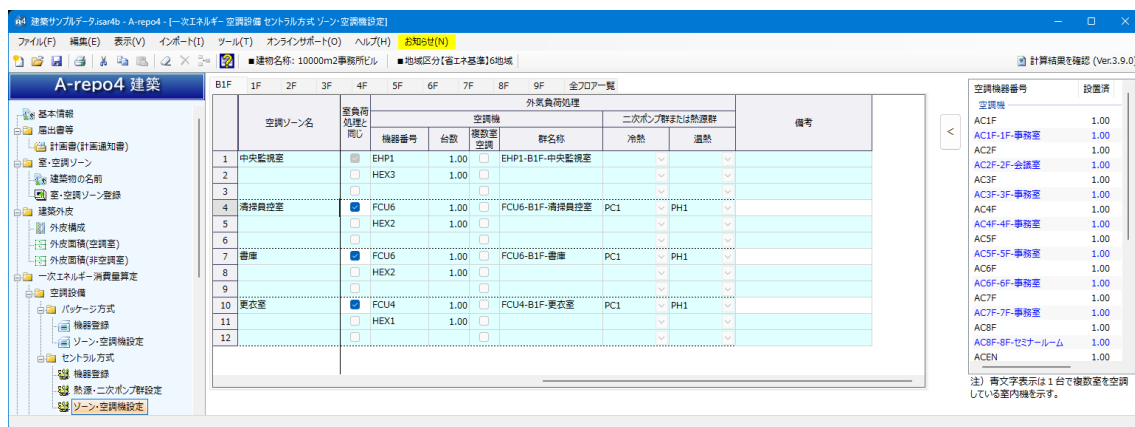 建築サンプルデータ.isar4b - A-repo4 - [一次エネルギー 空調設備 セントラル方式 ゾーン・空調機設定]
ファイル(F) 編集(E) 表示(V) インポート(I) ツール(T) オンラインサポート(O) ヘルプ(H) お知らせ(N)
■建物名称: 10000m2事務所ビル ■地域区分【省エネ基準】6地域 計算結果を確認 (Ver.3.9.0)
A-repo4 建築
基本情報
届出書等
計画書(計画通知書)
室・空調ゾーン
建築物の名前
室・空調ゾーン登録
建築外皮
外皮構成
外皮面積(空調室)
外皮面積(非空調室)
一次エネルギー消費量算定
空調設備
パッケージ方式
機器登録
ゾーン・空調機設定
セントラル方式
機器登録
熱源・二次ポンプ群設定
ゾーン・空調機設定
B1F 1F 2F 3F 4F 5F 6F 7F 8F 9F 全フロア一覧
空調ゾーン名 室負荷処理と同じ 外気負荷処理 備考
空調機 二次ポンプ群または熱源群
機器番号 台数 複数室空調 群名称 冷熱 温熱
1 中央監視室 EHP1 1.00 EHP1-B1F-中央監視室
2 HEX3 1.00
3
4 清掃員控室 FCU6 1.00 FCU6-B1F-清掃員控室 PC1 PH1
5 HEX2 1.00
6
7 書庫 FCU6 1.00 FCU6-B1F-書庫 PC1 PH1
8 HEX2 1.00
9
10 更衣室 FCU4 1.00 FCU4-B1F-更衣室 PC1 PH1
11 HEX1 1.00
12
<
空調機器番号 設置済
空調機
AC1F 1.00
AC1F-1F-事務室 1.00
AC2F 1.00
AC2F-2F-会議室 1.00
AC3F 1.00
AC3F-3F-事務室 1.00
AC4F 1.00
AC4F-4F-事務室 1.00
AC5F 1.00
AC5F-5F-事務室 1.00
AC6F 1.00
AC6F-6F-事務室 1.00
AC7F 1.00
AC7F-7F-事務室 1.00
AC8F 1.00
AC8F-8F-セミナールーム 1.00
ACEN 1.00
注）青文字表示は１台で複数室を空調
している室内機を示す。